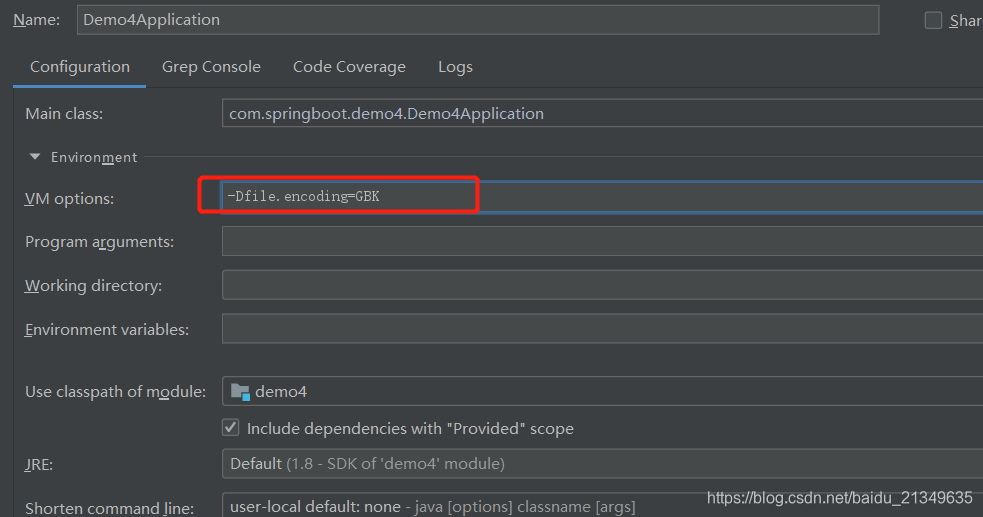 Name: Demo4Application Shar
Configuration Grep Console Code Coverage Logs
Main class: com.springboot.demo4.Demo4Application
Environment
VM options: -Dfile.encoding=GBK
Program arguments:
Working directory:
Environment variables:
Use classpath of module: demo4
Include dependencies with "Provided" scope
JRE: Default (1.8 - SDK of 'demo4' module)
Shorten command line: user-local default: none - java [options] classname [args]
https://blog.csdn.net/baidu_21349635